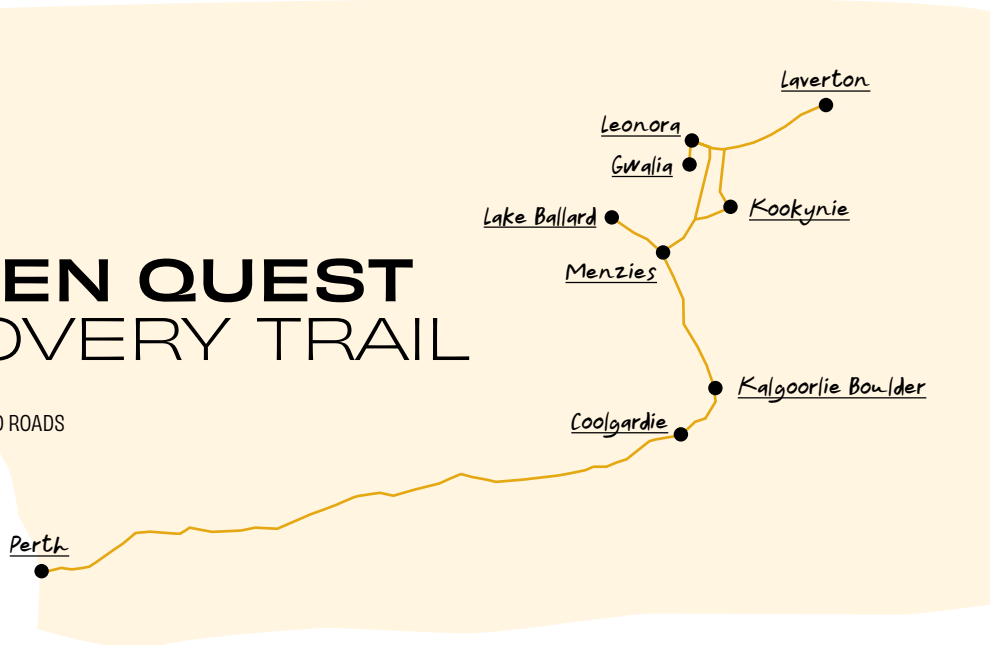 Laverton
Leonora
Gwalia
Lake Ballard
Kookynie
Menzies
EN QUEST
OVERY TRAIL
Kalgoorlie Boulder
Coolgardie
ROADS
Perth